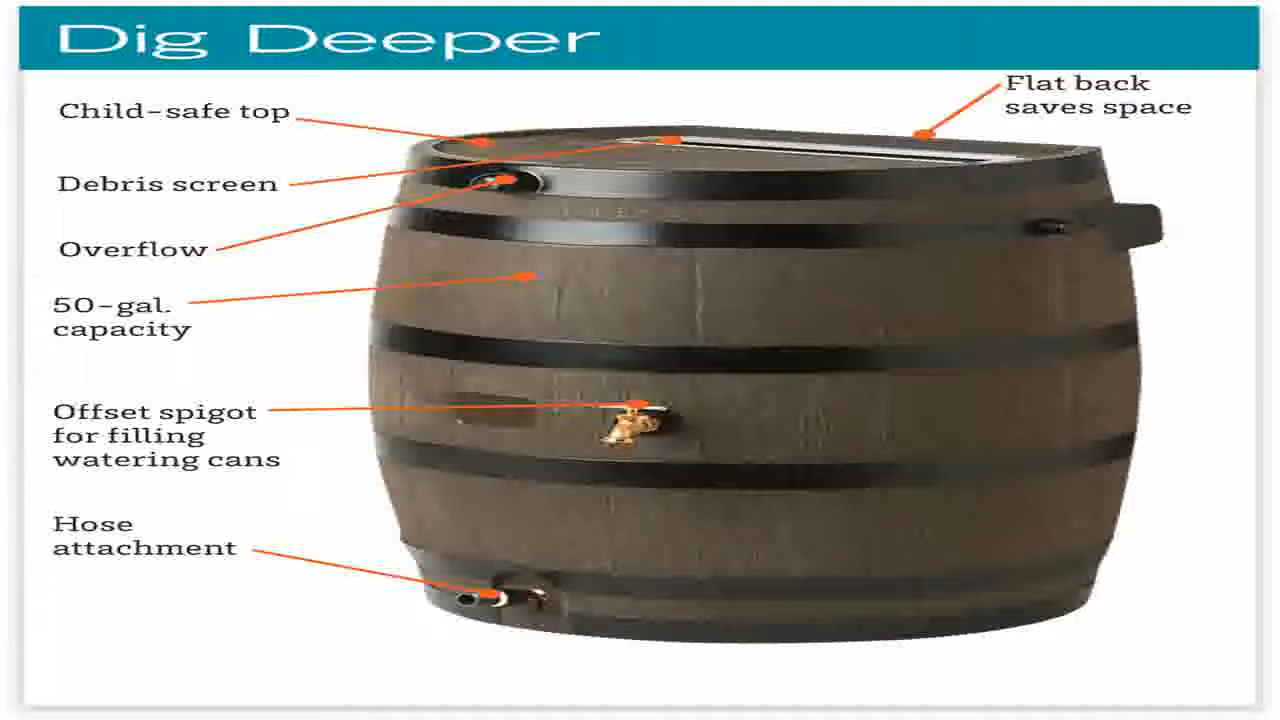 Dig Deeper
Child-safe top
Flat back
saves space
Debris screen
Overflow
50-gal.
capacity
Offset spigot
for filling
watering cans
Hose
attachment